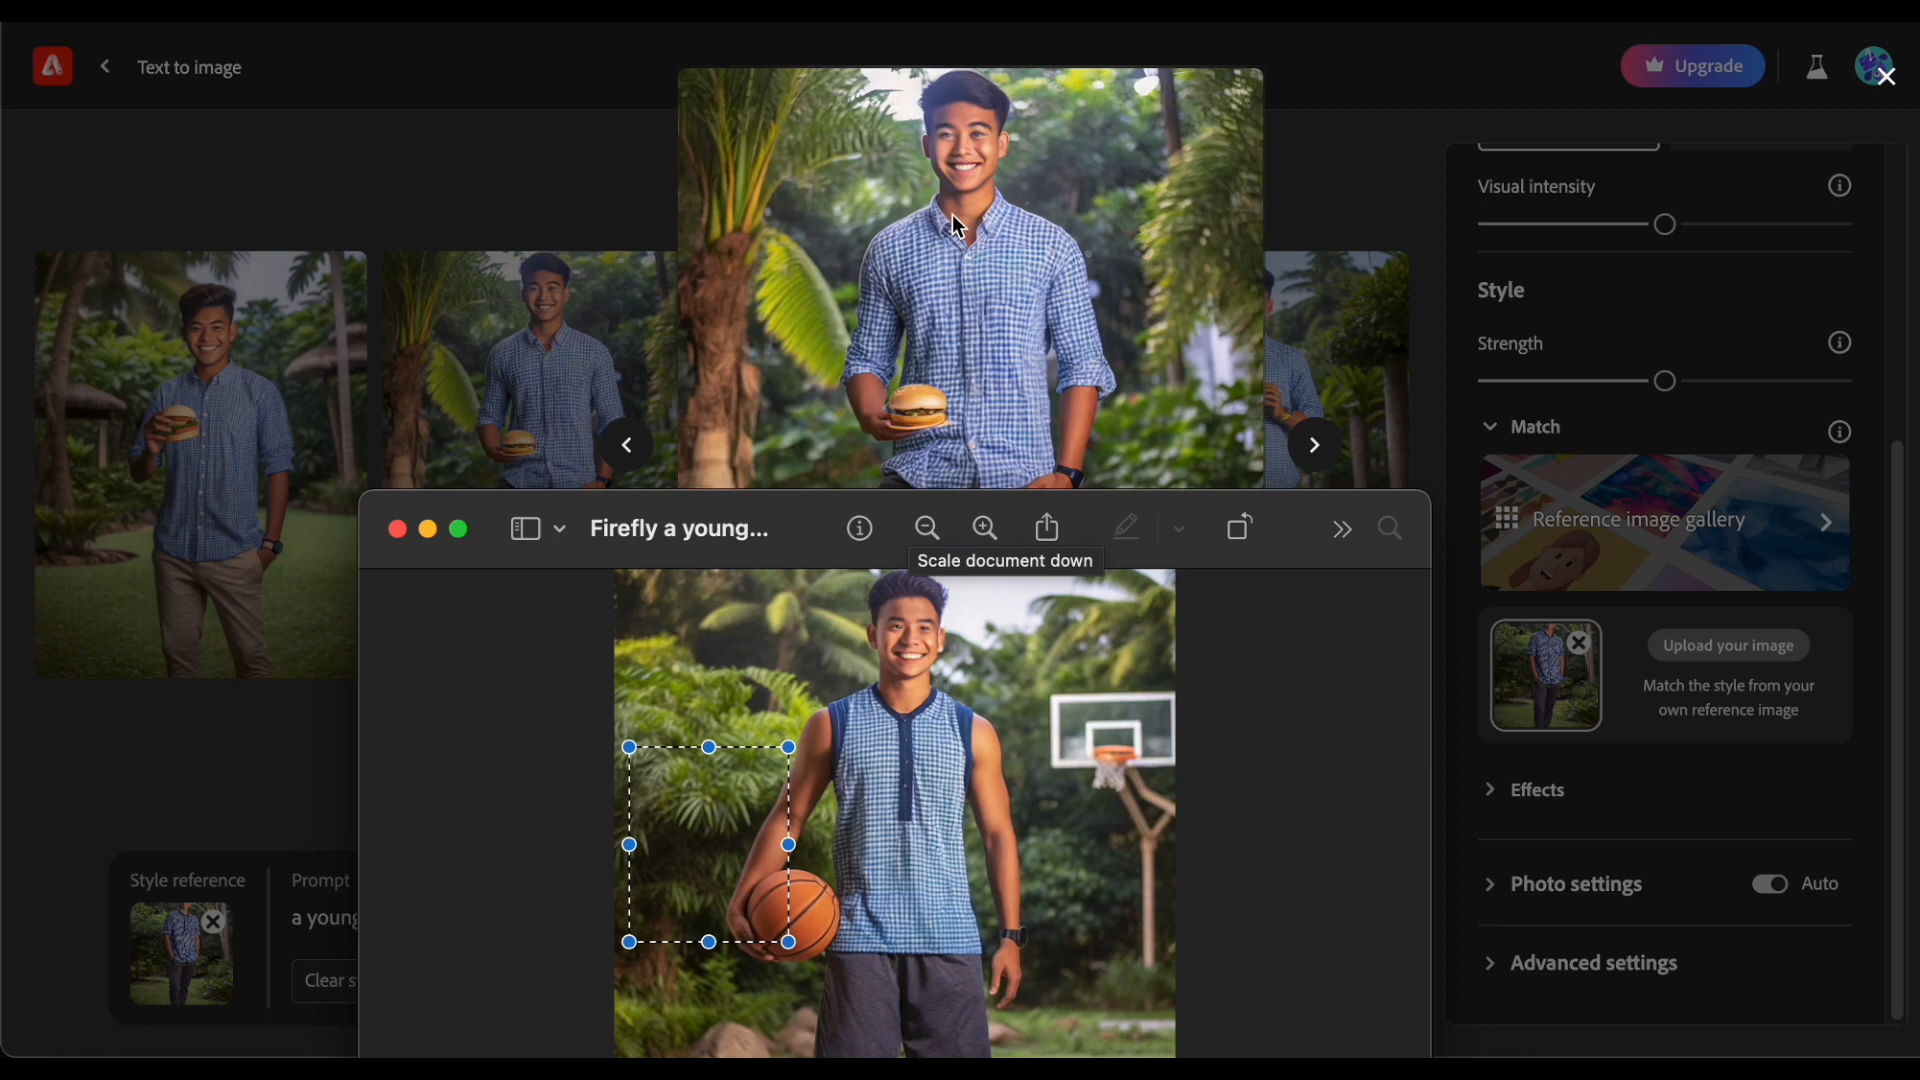 Text to image
Upgrade
Visual intensity
Style
Strength
Match
Reference image gallery
Upload your image
Match the style from your
own reference image
Effects
Photo settings
Auto
Advanced settings
Firefly a young...
Scale document down
Style reference
Prompt
a young
Clear s